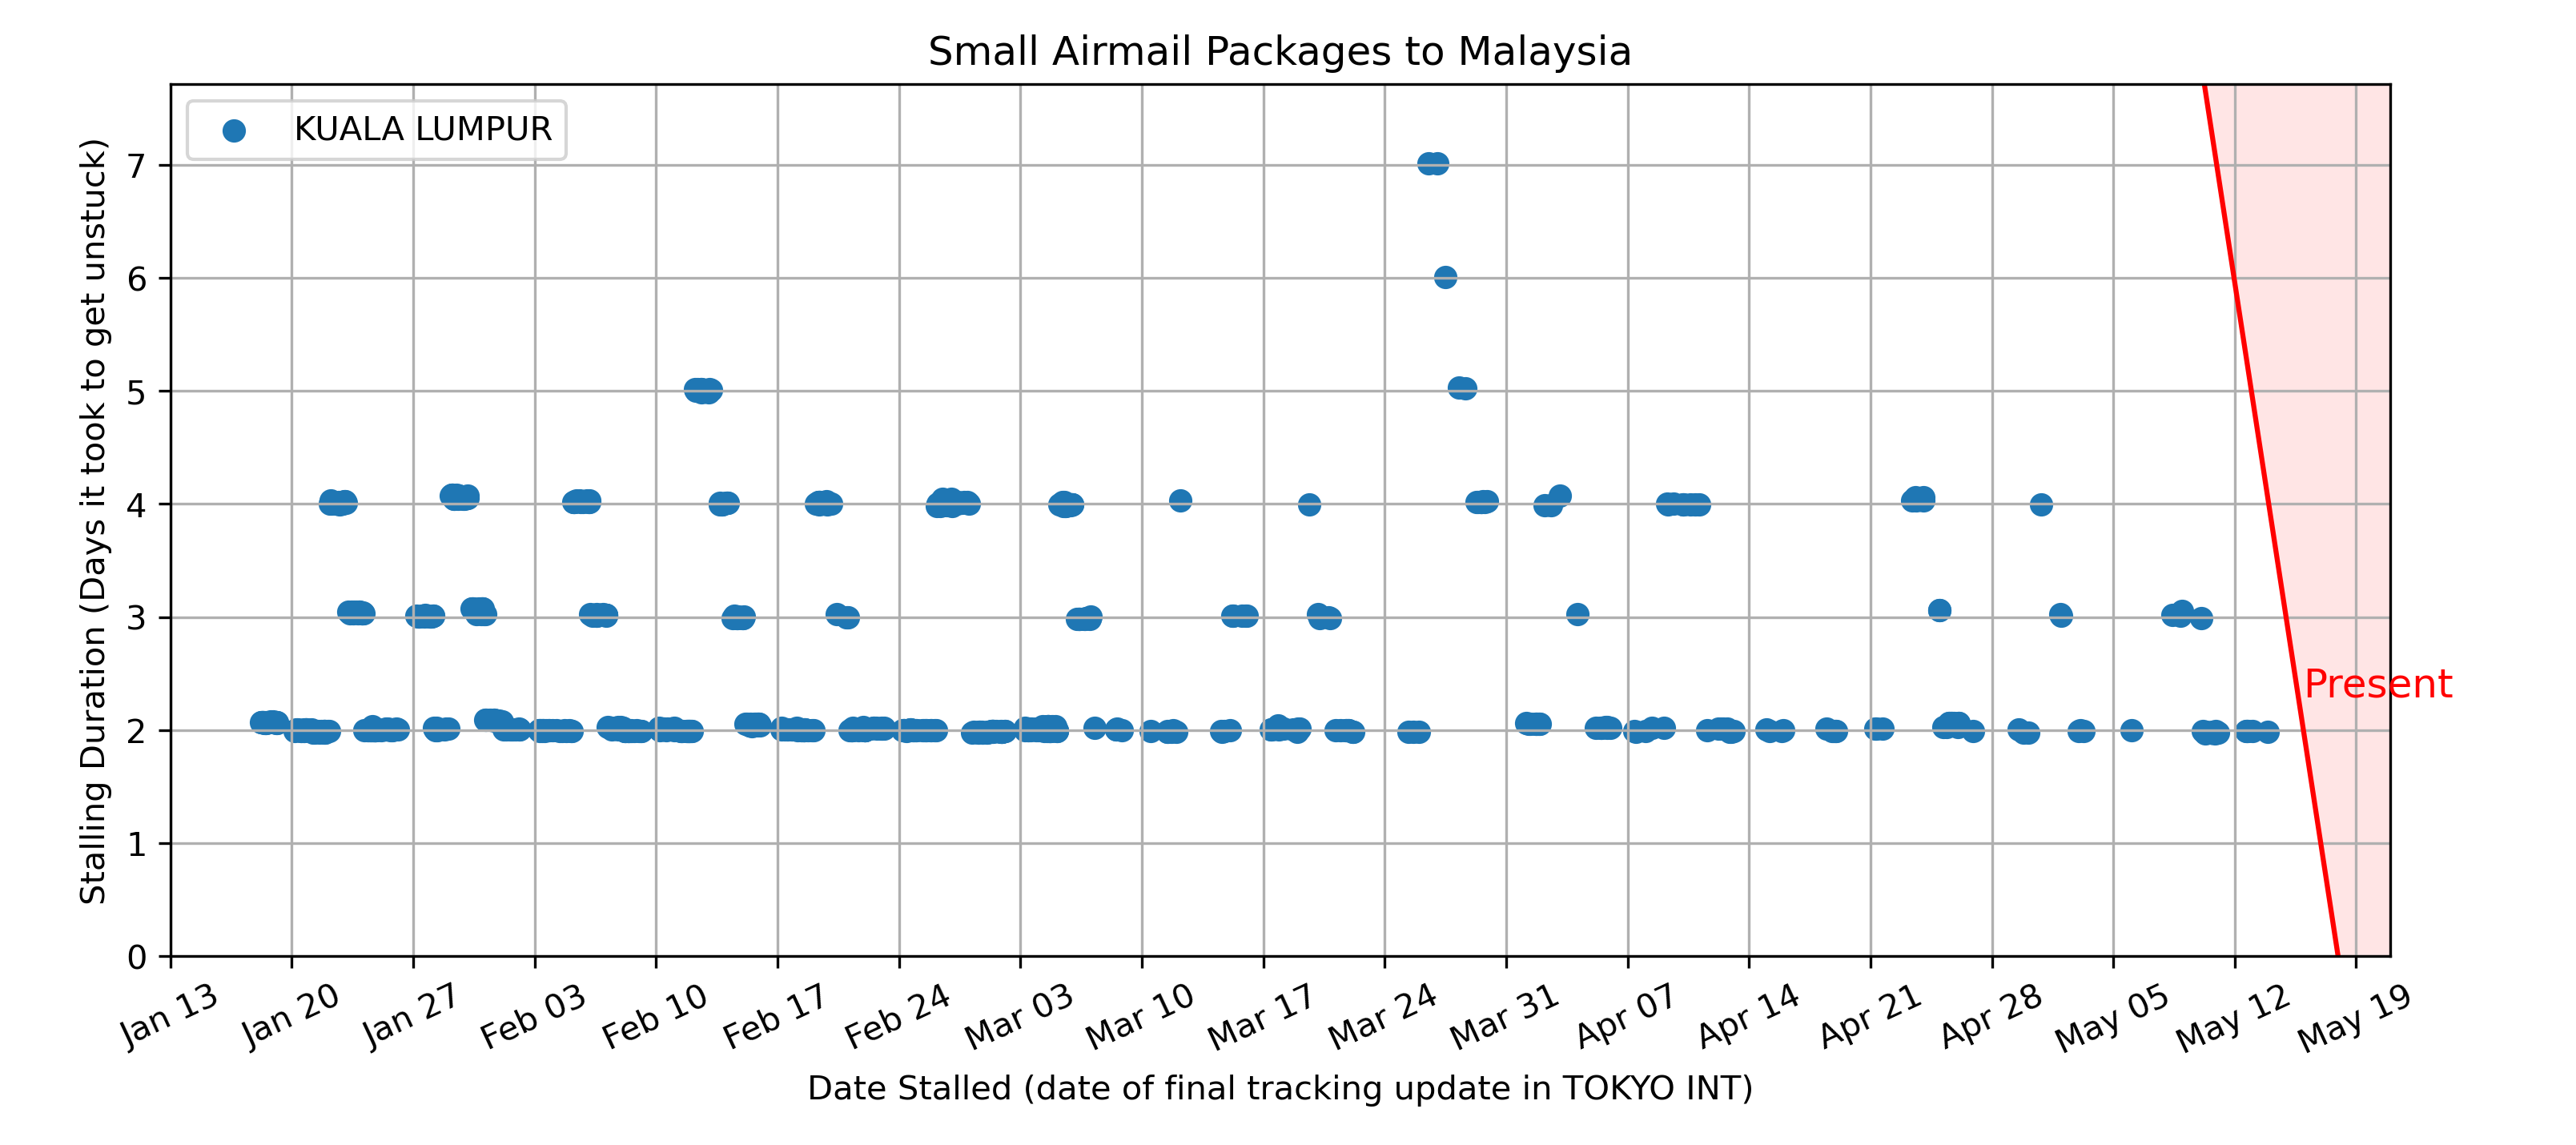 Small Airmail Packages to Malaysia
KUALA LUMPUR
Stalling Duration (Days it took to get unstuck)
7
6
5
4
3
2
1
0
Present
Jan 13
Jan 20
Jan 27
Feb 03
Feb 10
Feb 17
Feb 24
Mar 03
Mar 10
Mar 17
Mar 24
Mar 31
Apr 07
Apr 14
Apr 21
Apr 28
May 05
May 12
May 19
Date Stalled (date of final tracking update in TOKYO INT)